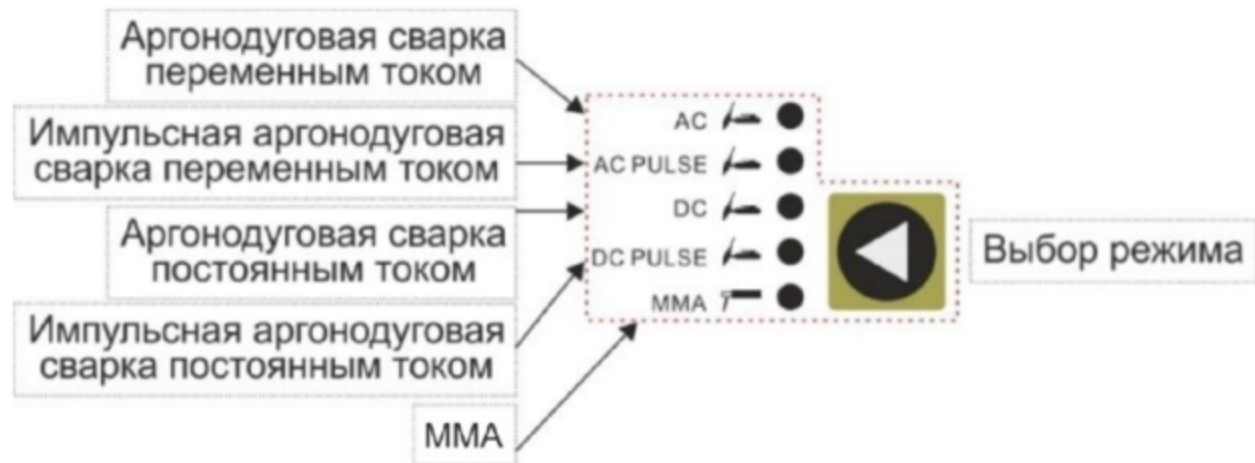 Аргонодуговая сварка
переменным током
Импульсная аргонодуговая
сварка переменным током
Аргонодуговая сварка
постоянным током
Импульсная аргонодуговая
сварка постоянным током
ММА
AC
AC PULSE
DC
DC PULSE
MMA
Выбор режима